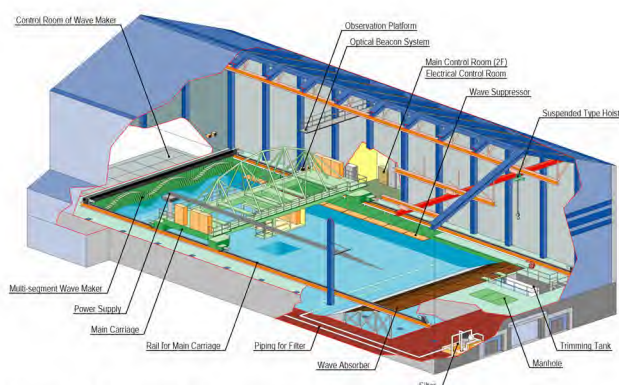 Control Room of Wave Maker
Observation Platform
Optical Beacon System
Main Control Room (2F)
Electrical Control Room
Wave Suppressor
Suspended Type Hoist
Multi-segment Wave Maker
Power Supply
Main Carriage
Rail for Main Carriage
Piping for Filter
Wave Absorber
Filter
Manhole
Trimming Tank